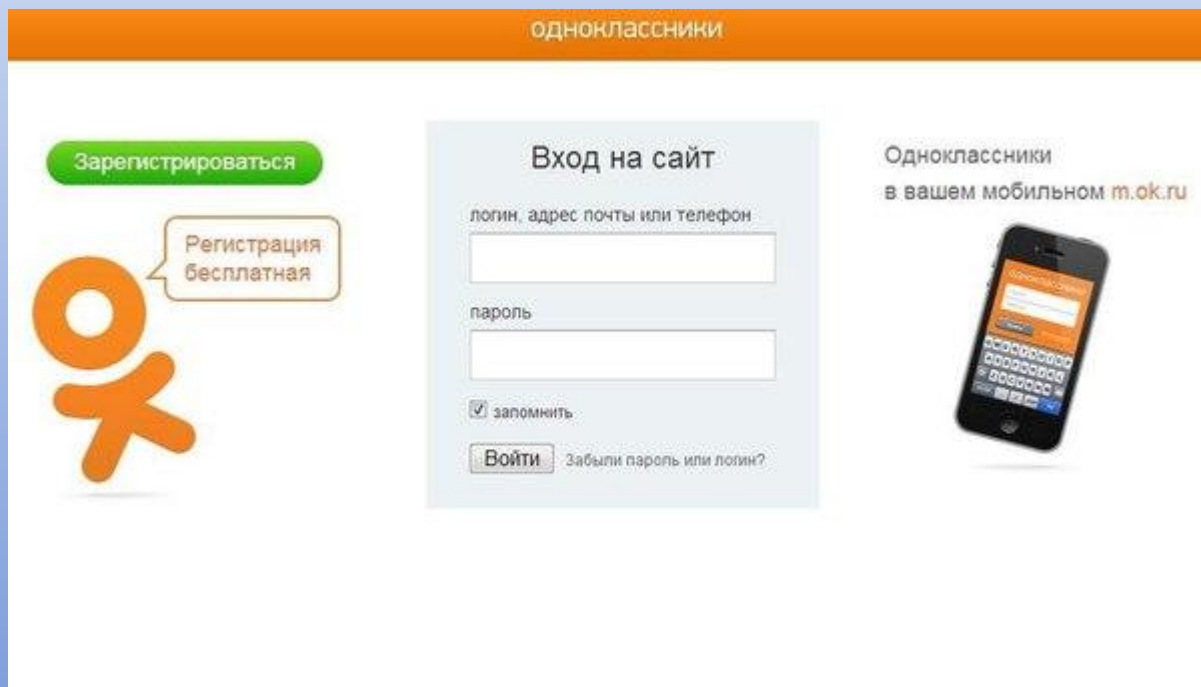 одноклассники
Зарегистрироваться
Регистрация
бесплатная
Вход на сайт
логин, адрес почты или телефон
пароль
запомнить
Войти Забыли пароль или логин?
Одноклассники
в вашем мобильном m.ok.ru
одноклассники